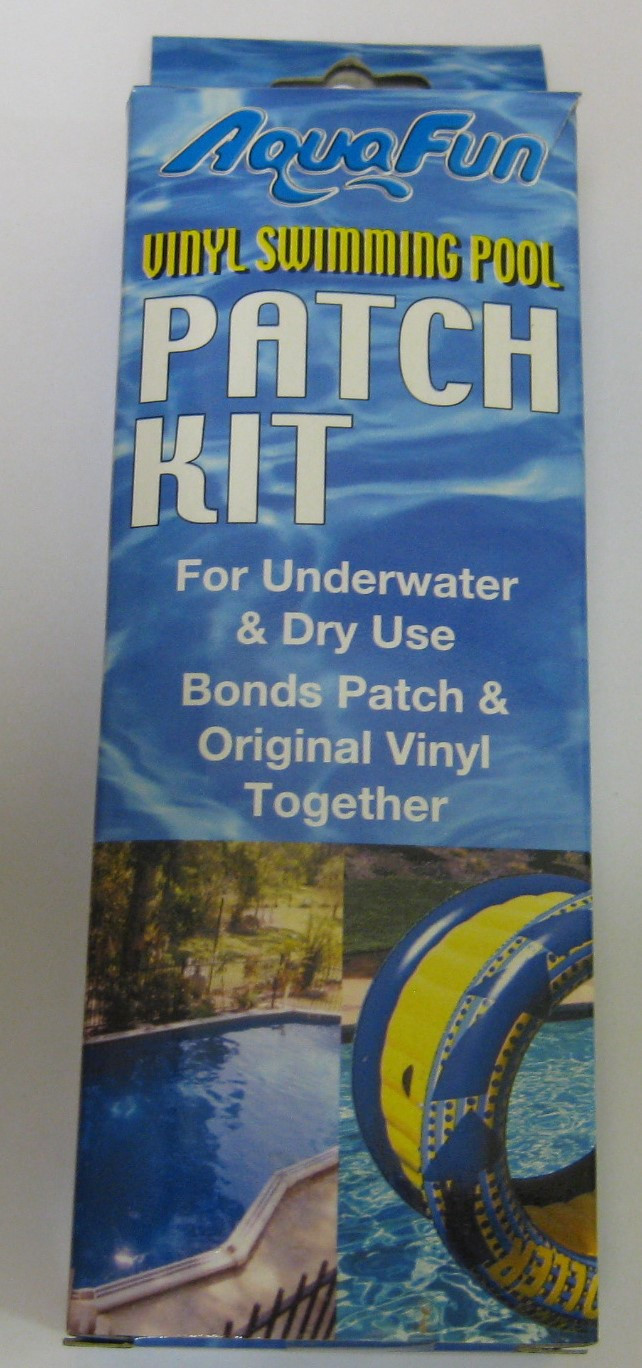 AquaFun
VINYL SWIMMING POOL
PATCH
KIT
For Underwater
& Dry Use
Bonds Patch &
Original Vinyl
Together